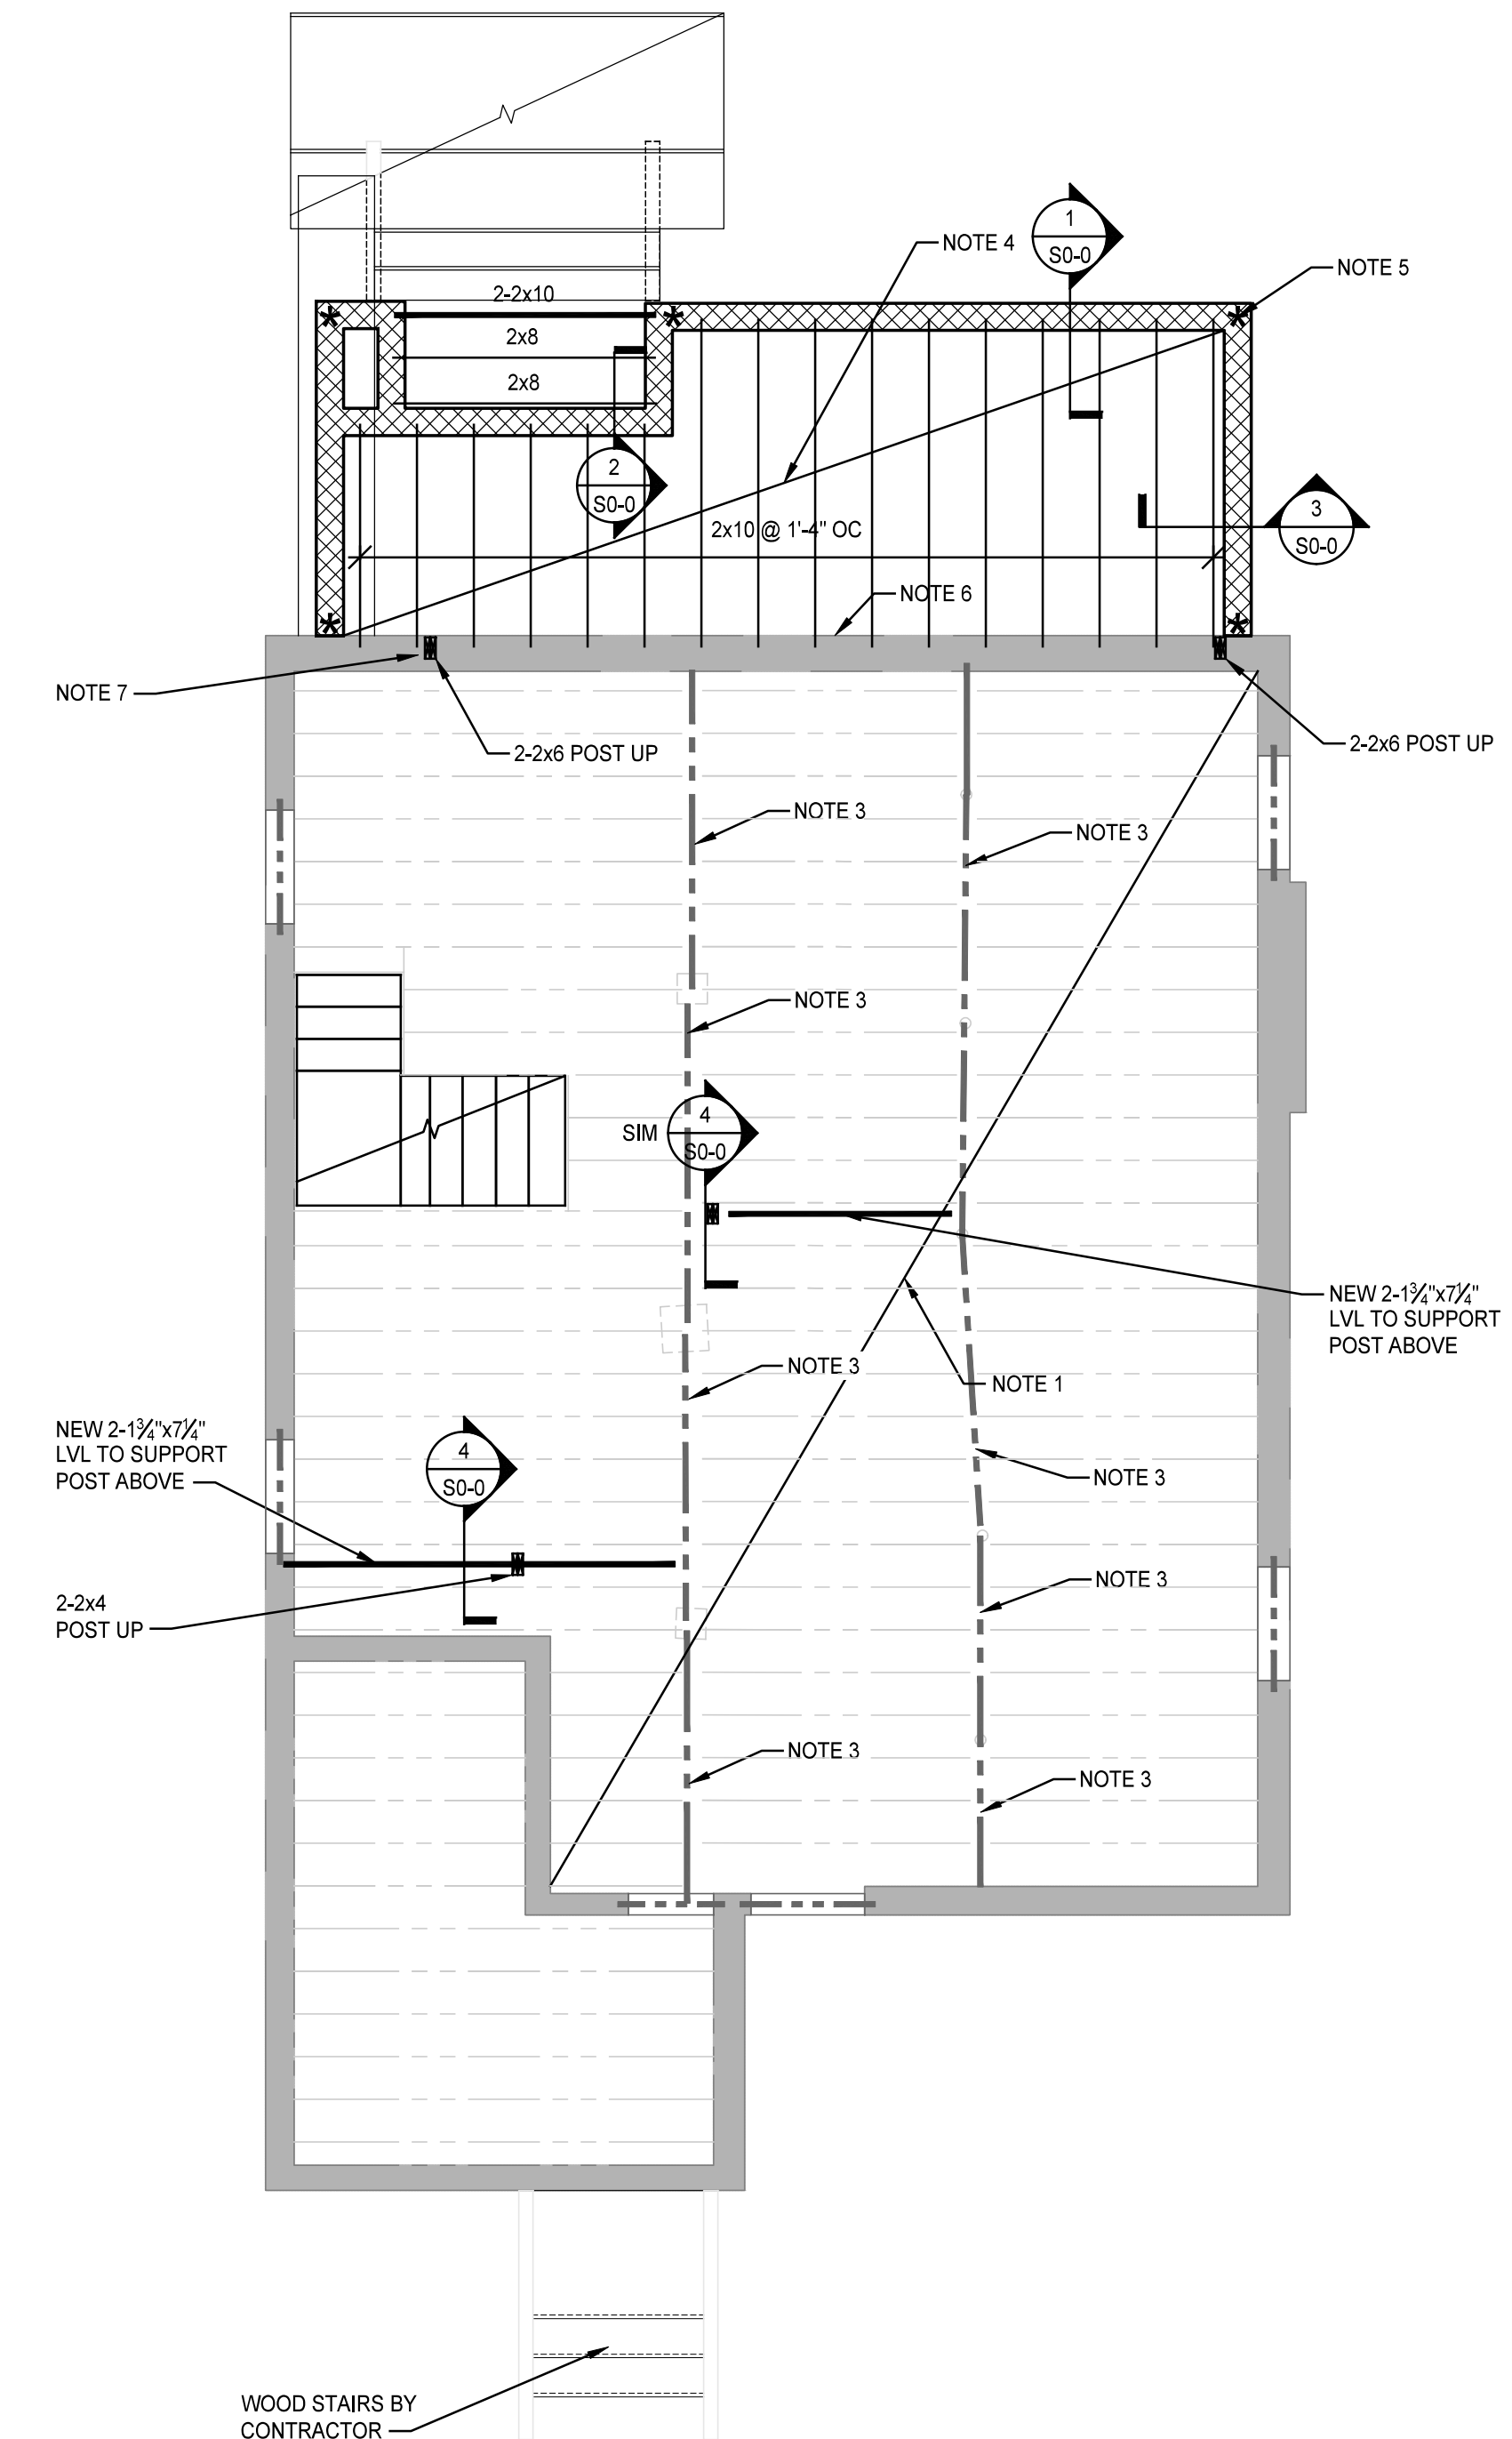 1
S0-0
NOTE 4
NOTE 5
2-2x10
2x8
2x8
2
S0-0
3
S0-0
2x10 @ 1'-4" OC
NOTE 6
NOTE 7
2-2x6 POST UP
2-2x6 POST UP
NOTE 3
NOTE 3
NOTE 3
SIM
4
S0-0
NEW 2-1¾"x7¼"
LVL TO SUPPORT
POST ABOVE
NOTE 3
NOTE 1
NEW 2-1¾"x7¼"
LVL TO SUPPORT
POST ABOVE
4
S0-0
NOTE 3
NOTE 3
2-2x4
POST UP
NOTE 3
NOTE 3
WOOD STAIRS BY
CONTRACTOR